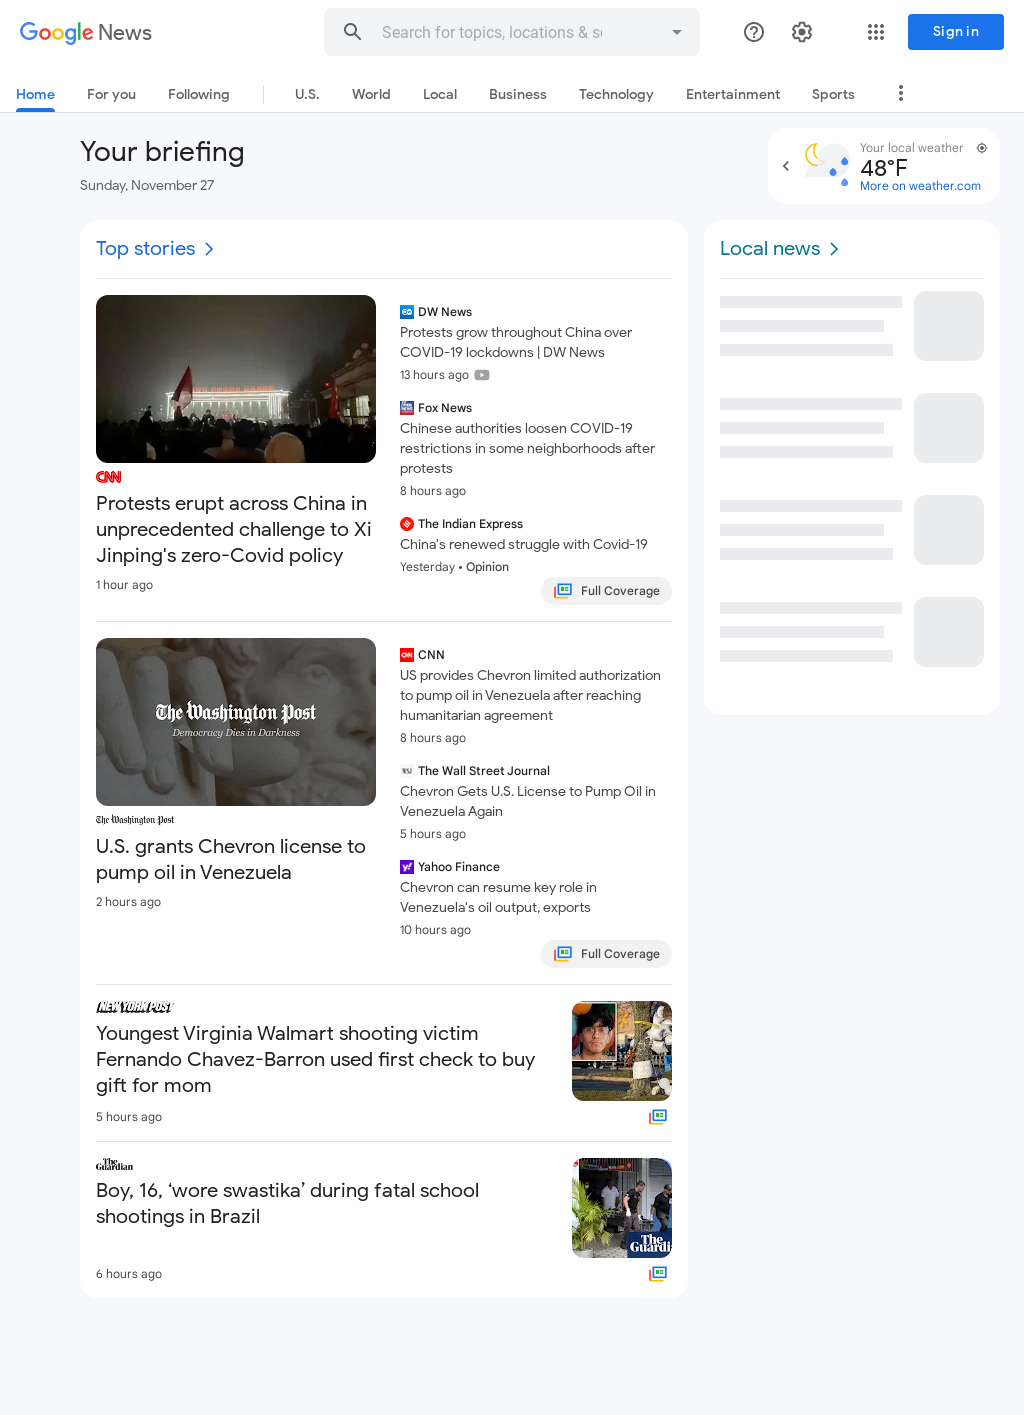 Google News
Search for topics, locations & s
Sign in
Home
For you
Following
U.S.
World
Local
Business
Technology
Entertainment
Sports
Your briefing
Sunday, November 27
Your local weather
48°F
More on weather.com
Top stories
Local news
CNN
Protests erupt across China in
unprecedented challenge to Xi
Jinping's zero-Covid policy
1 hour ago
DW News
Protests grow throughout China over
COVID-19 lockdowns | DW News
13 hours ago
Fox News
Chinese authorities loosen COVID-19
restrictions in some neighborhoods after
protests
8 hours ago
The Indian Express
China's renewed struggle with Covid-19
Yesterday • Opinion
Full Coverage
The Washington Post
Democracy Dies in Darkness
The Washington Post
U.S. grants Chevron license to
pump oil in Venezuela
2 hours ago
CNN
CNN
US provides Chevron limited authorization
to pump oil in Venezuela after reaching
humanitarian agreement
8 hours ago
WSJ
The Wall Street Journal
Chevron Gets U.S. License to Pump Oil in
Venezuela Again
5 hours ago
y!
Yahoo Finance
Chevron can resume key role in
Venezuela's oil output, exports
10 hours ago
Full Coverage
NEW YORK POST
Youngest Virginia Walmart shooting victim
Fernando Chavez-Barron used first check to buy
gift for mom
5 hours ago
The
Guardian
Boy, 16, ‘wore swastika’ during fatal school
shootings in Brazil
The
Guardia
6 hours ago